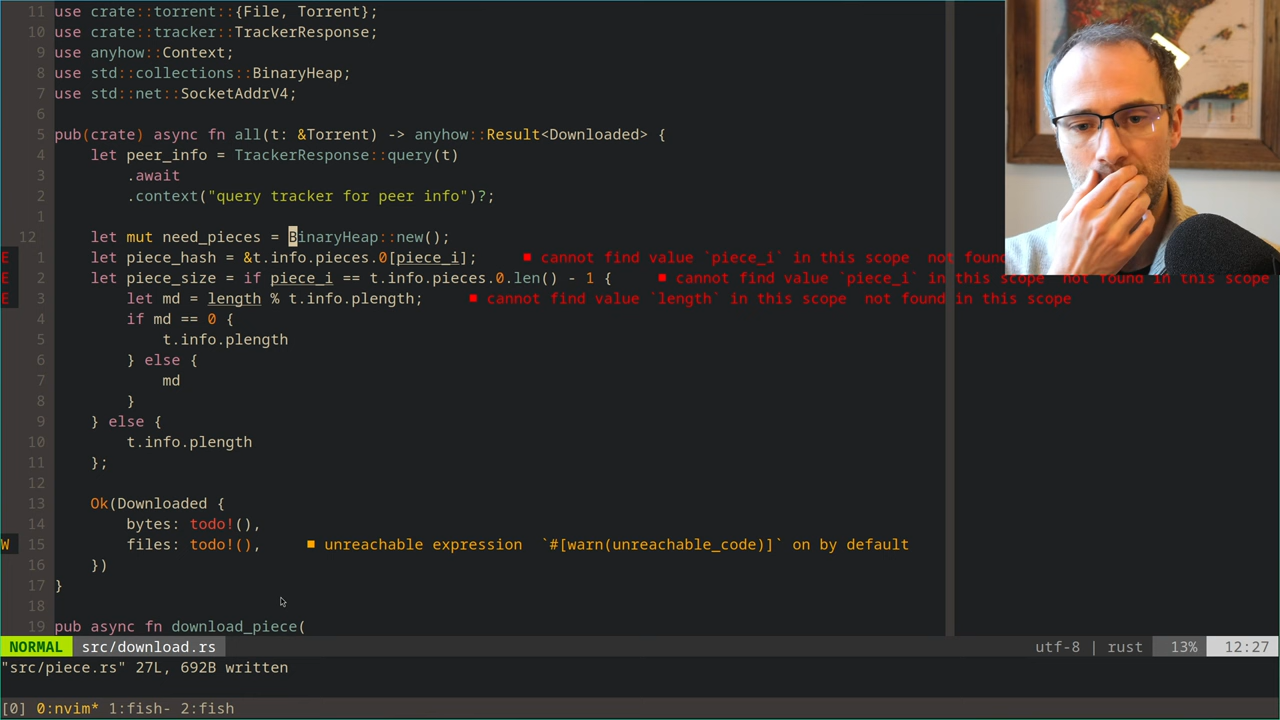 11 use crate::torrent::{File, Torrent};
10 use crate::tracker::TrackerResponse;
9 use anyhow::Context;
8 use std::collections::BinaryHeap;
7 use std::net::SocketAddrV4;
6
5 pub(crate) async fn all(t: &Torrent) -> anyhow::Result<Downloaded> {
4     let peer_info = TrackerResponse::query(t)
3         .await
2         .context("query tracker for peer info")?;
1
12     let mut need_pieces = BinaryHeap::new();
E 1     let piece_hash = &t.info.pieces.0[piece_i];     ■ cannot find value `piece_i` in this scope  not found
E 2     let piece_size = if piece_i == t.info.pieces.0.len() - 1 {     ■ cannot find value `piece_i` in this scope  not found in this scope
E 3         let md = length % t.info.plength;     ■ cannot find value `length` in this scope  not found in this scope
4         if md == 0 {
5             t.info.plength
6         } else {
7             md
8         }
9     } else {
10         t.info.plength
11     };
12
13     Ok(Downloaded {
14         bytes: todo!(),
W 15         files: todo!(),     ■ unreachable expression  `#[warn(unreachable_code)]` on by default
16     })
17 }
18
19 pub async fn download_piece(
NORMAL src/download.rs utf-8 | rust 13% 12:27
"src/piece.rs" 27L, 692B written
[0] 0:nvim* 1:fish- 2:fish